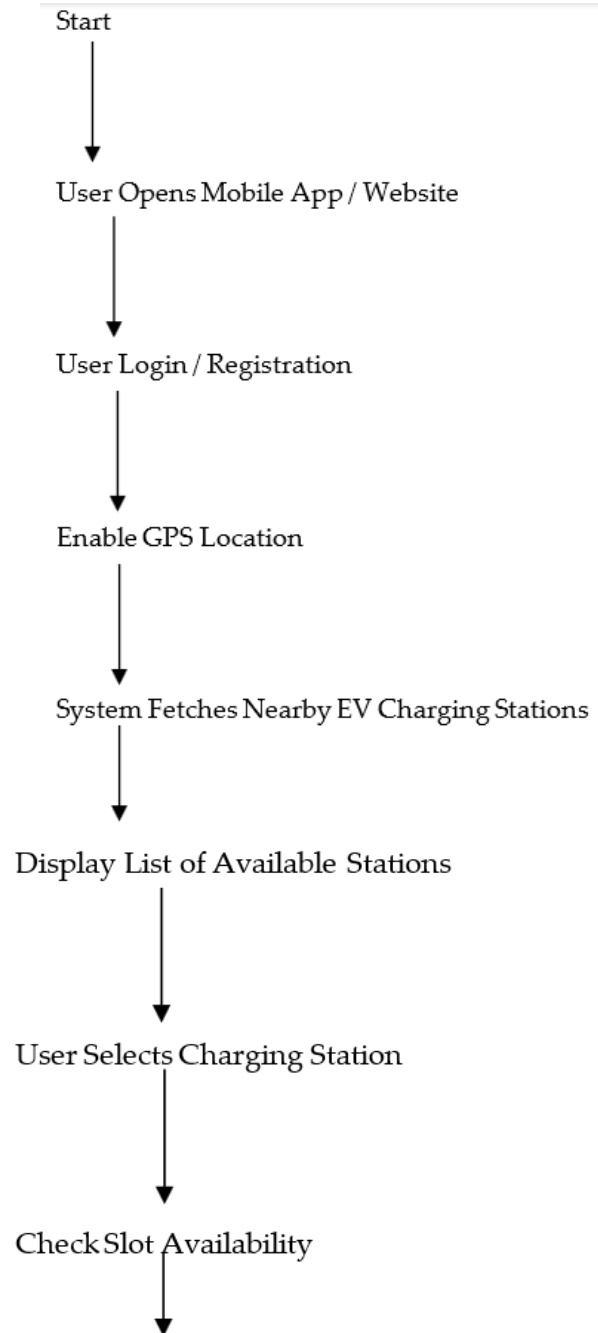 Start
User Opens Mobile App / Website
User Login / Registration
Enable GPS Location
System Fetches Nearby EV Charging Stations
Display List of Available Stations
User Selects Charging Station
Check Slot Availability